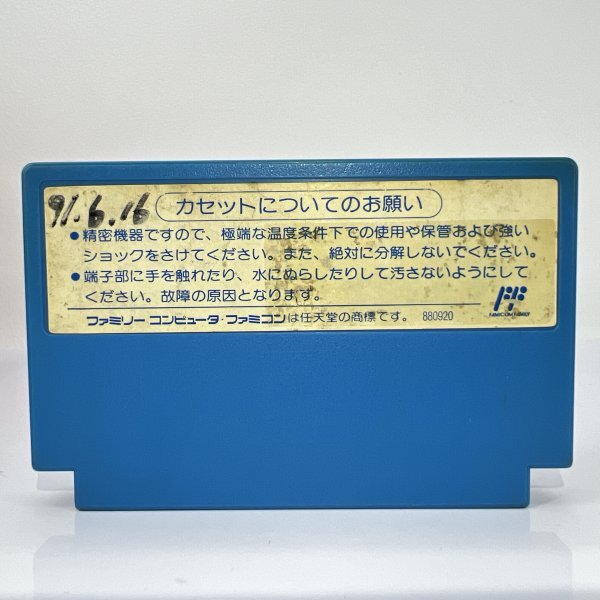 91.6.16
カセットについてのお願い
●精密機器ですので、極端な温度条件下での使用や保管および強い
ショックをさけてください。また、絶対に分解しないでください。
●端子部に手を触れたり、水にぬらしたりして汚さないようにして
ください。故障の原因となります。
FAMICOM FAMILY
ファミリー コンピュータ・ファミコンは任天堂の商標です。 880920